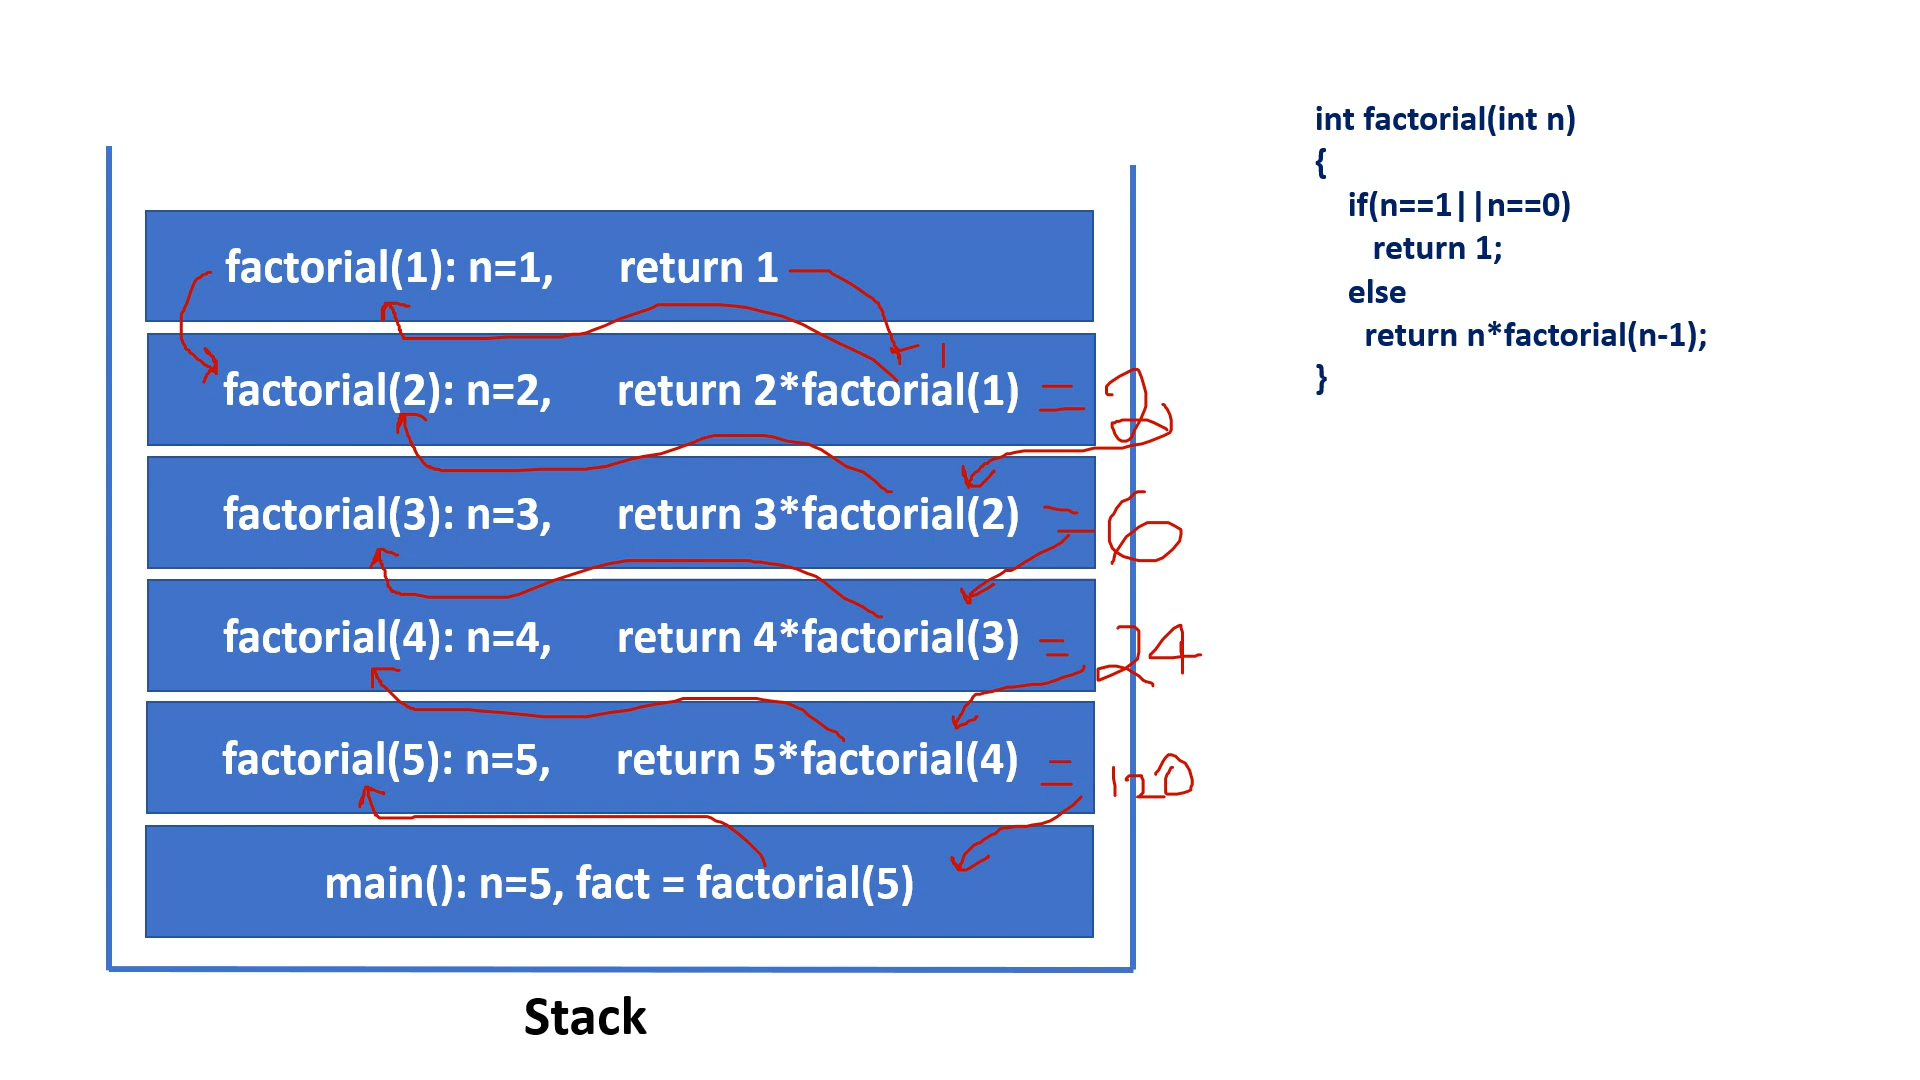 factorial(1): n=1, return 1
1
factorial(2): n=2, return 2*factorial(1) = 2
factorial(3): n=3, return 3*factorial(2) = 6
factorial(4): n=4, return 4*factorial(3) = 24
factorial(5): n=5, return 5*factorial(4) = 120
main(): n=5, fact = factorial(5)
Stack
int factorial(int n)
{
if(n==1||n==0)
return 1;
else
return n*factorial(n-1);
}